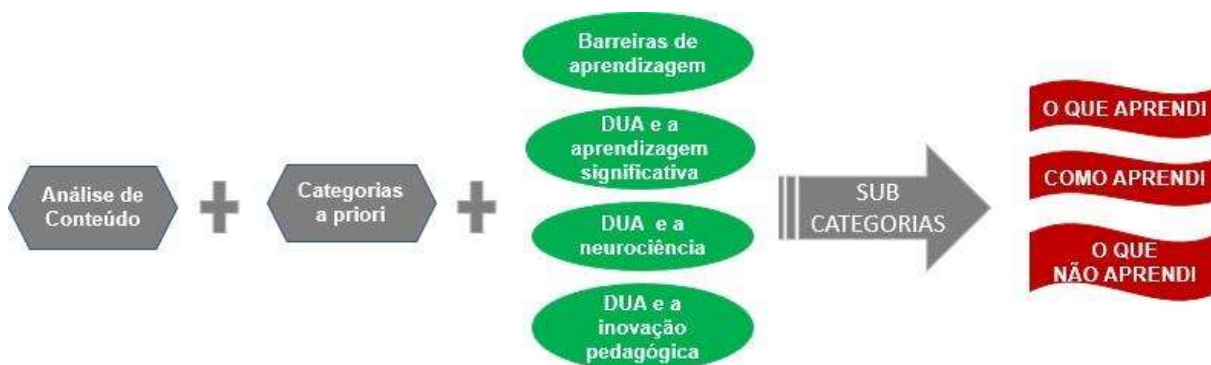 Análise de
Conteúdo
Categorias
a priori
Barreiras de
aprendizagem
DUA e a
aprendizagem
significativa
DUA e a
neurociência
DUA e a
inovação
pedagógica
SUB
CATEGORIAS
O QUE APRENDI
COMO APRENDI
O QUE
NÃO APRENDI